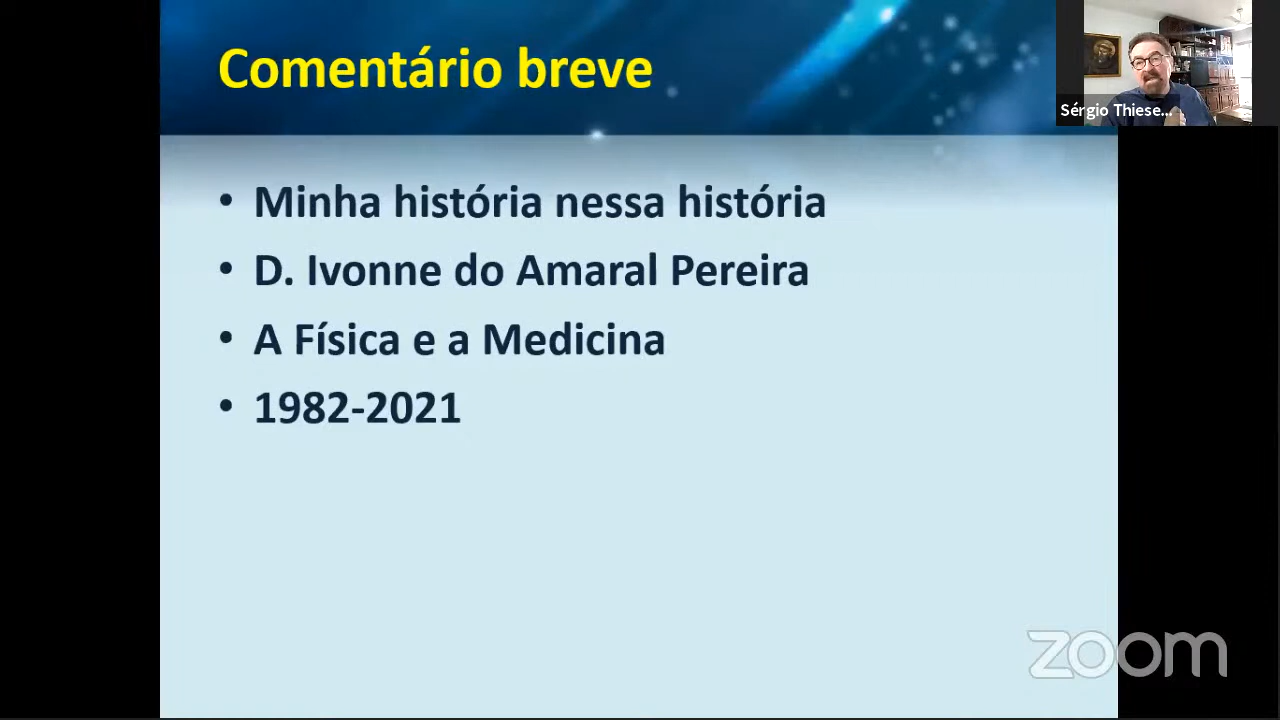 Comentário breve
Sérgio Thiese...
• Minha história nessa história
• D. Ivonne do Amaral Pereira
• A Física e a Medicina
• 1982-2021
zoom